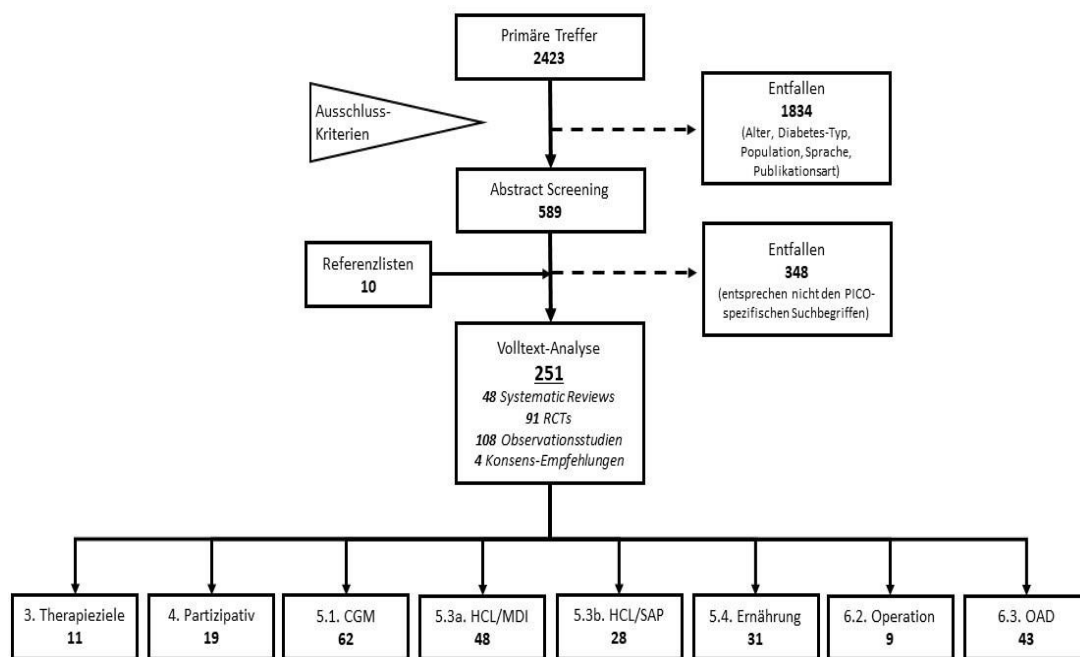 Primäre Treffer
2423
Ausschluss-
Kriterien
Entfallen
1834
(Alter, Diabetes-Typ,
Population, Sprache,
Publikationsart)
Abstract Screening
589
Referenzlisten
10
Entfallen
348
(entsprechen nicht den PICO-
spezifischen Suchbegriffen)
Volltext-Analyse
251
48 Systematic Reviews
91 RCTs
108 Observationsstudien
4 Konsens-Empfehlungen
3. Therapieziele
11
4. Partizipativ
19
5.1. CGM
62
5.3a. HCL/MDI
48
5.3b. HCL/SAP
28
5.4. Ernährung
31
6.2. Operation
9
6.3. OAD
43